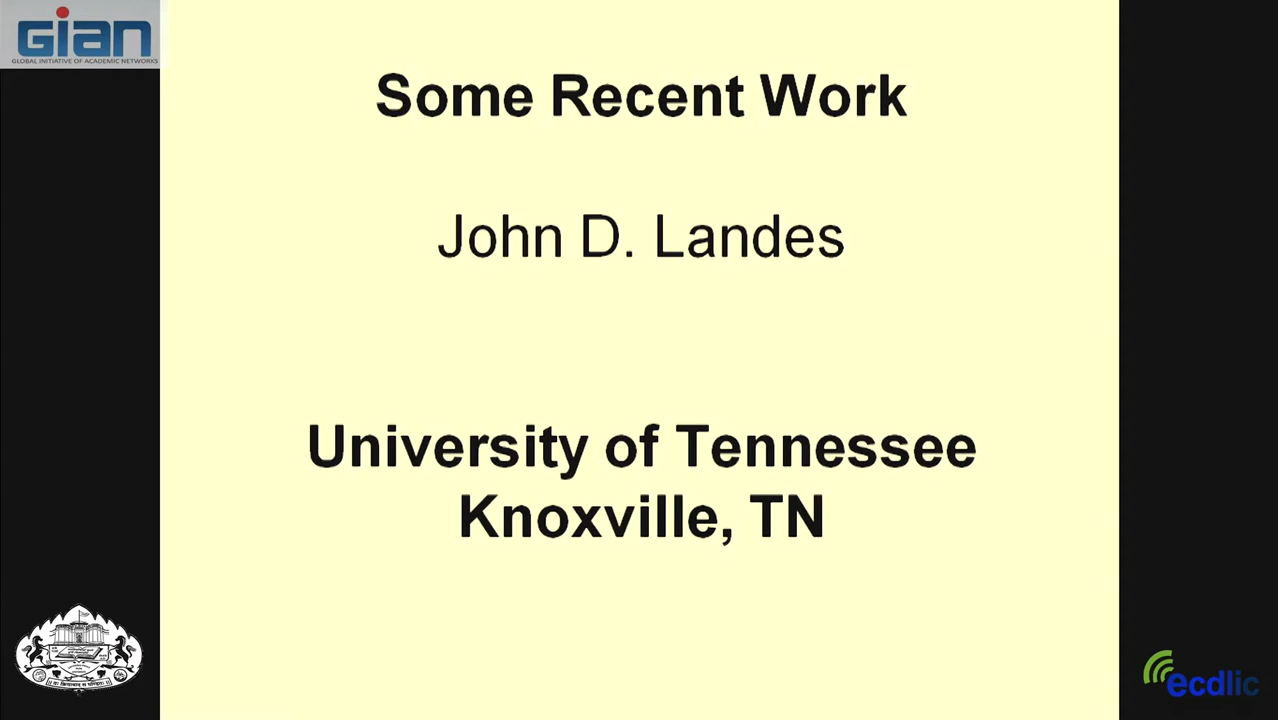 GIAN
GLOBAL INITIATIVE OF ACADEMIC NETWORKS
Some Recent Work
John D. Landes
University of Tennessee
Knoxville, TN
ecdlic